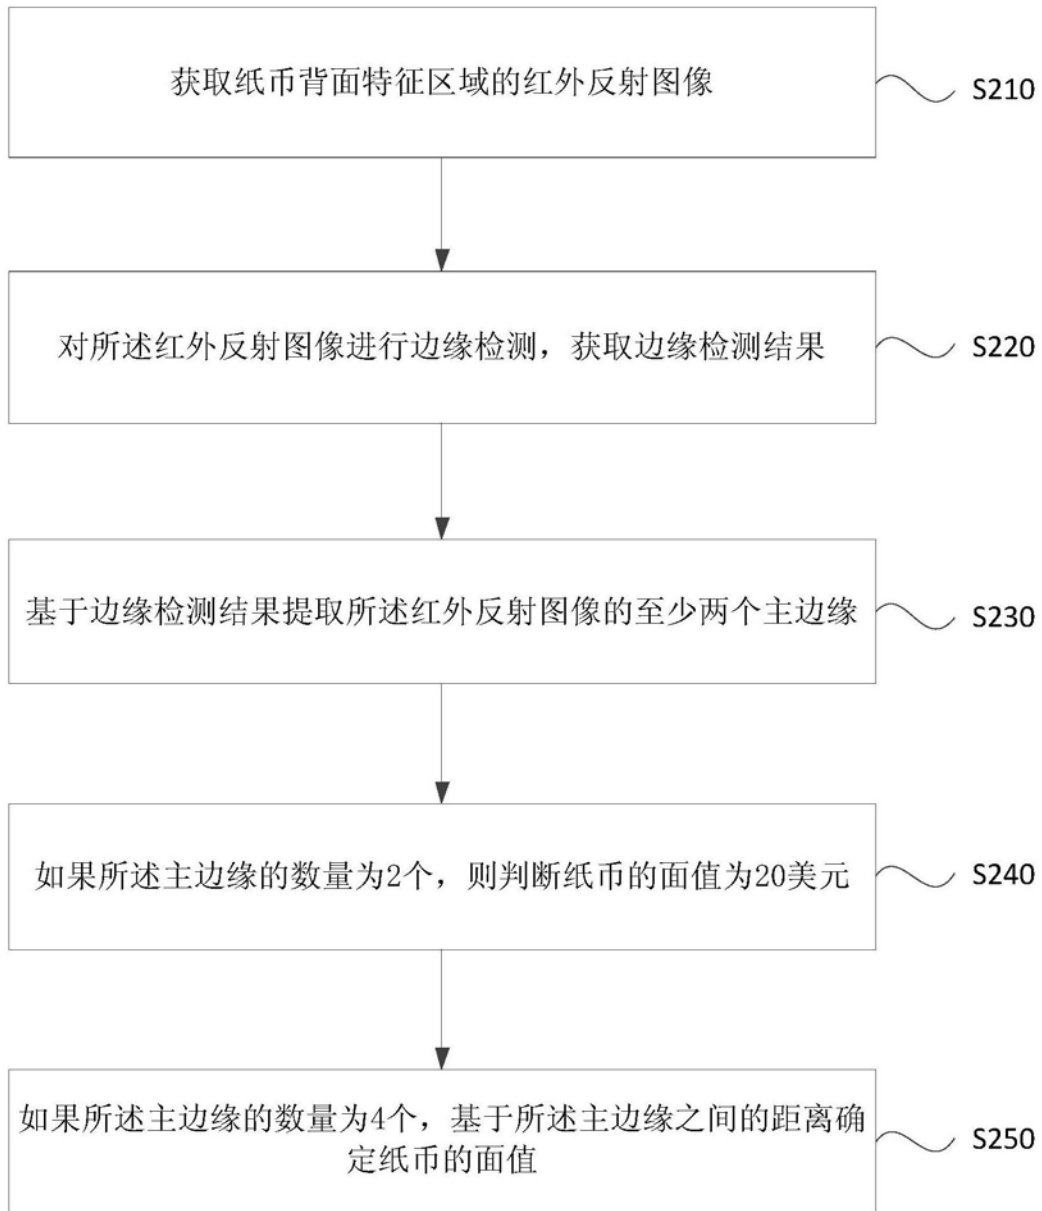 获取纸币背面特征区域的红外反射图像
S210
对所述红外反射图像进行边缘检测，获取边缘检测结果
S220
基于边缘检测结果提取所述红外反射图像的至少两个主边缘
S230
如果所述主边缘的数量为2个，则判断纸币的面值为20美元
S240
如果所述主边缘的数量为4个，基于所述主边缘之间的距离确
定纸币的面值
S250